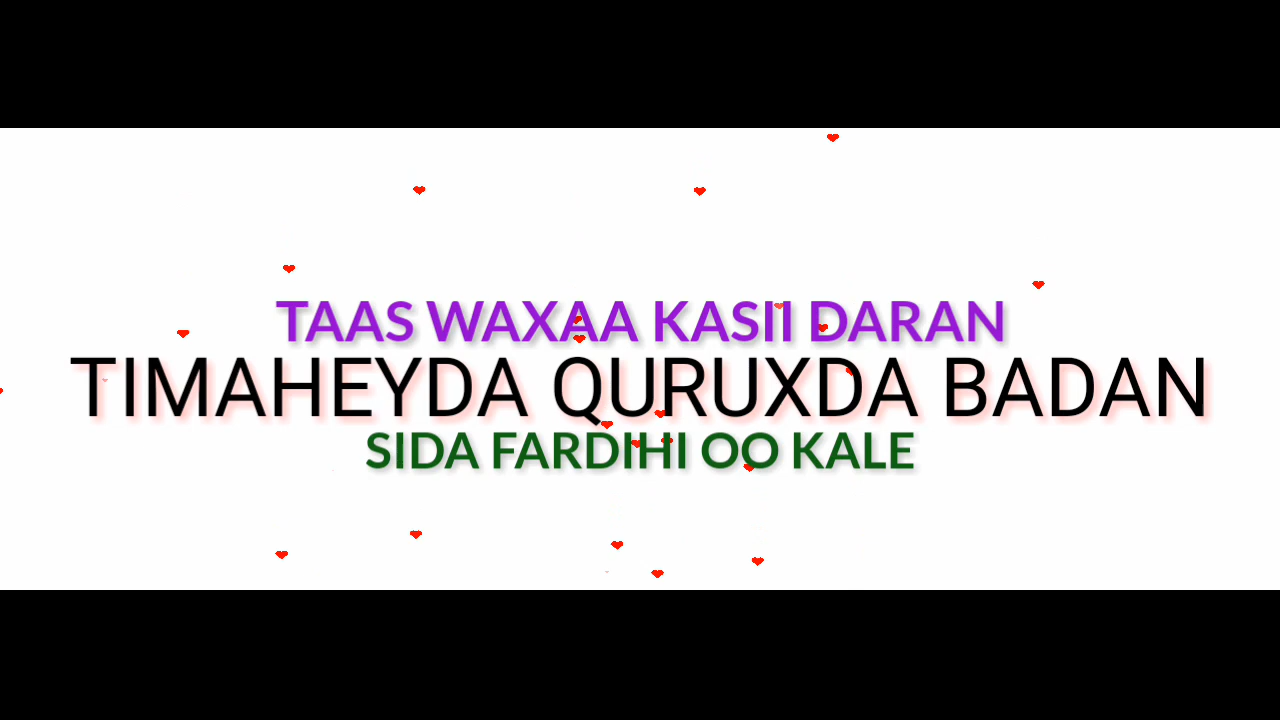 TAAS WAXAA KASII DARAN
TIMAHEYDA QURUXDA BADAN
SIDA FARDIHI OO KALE